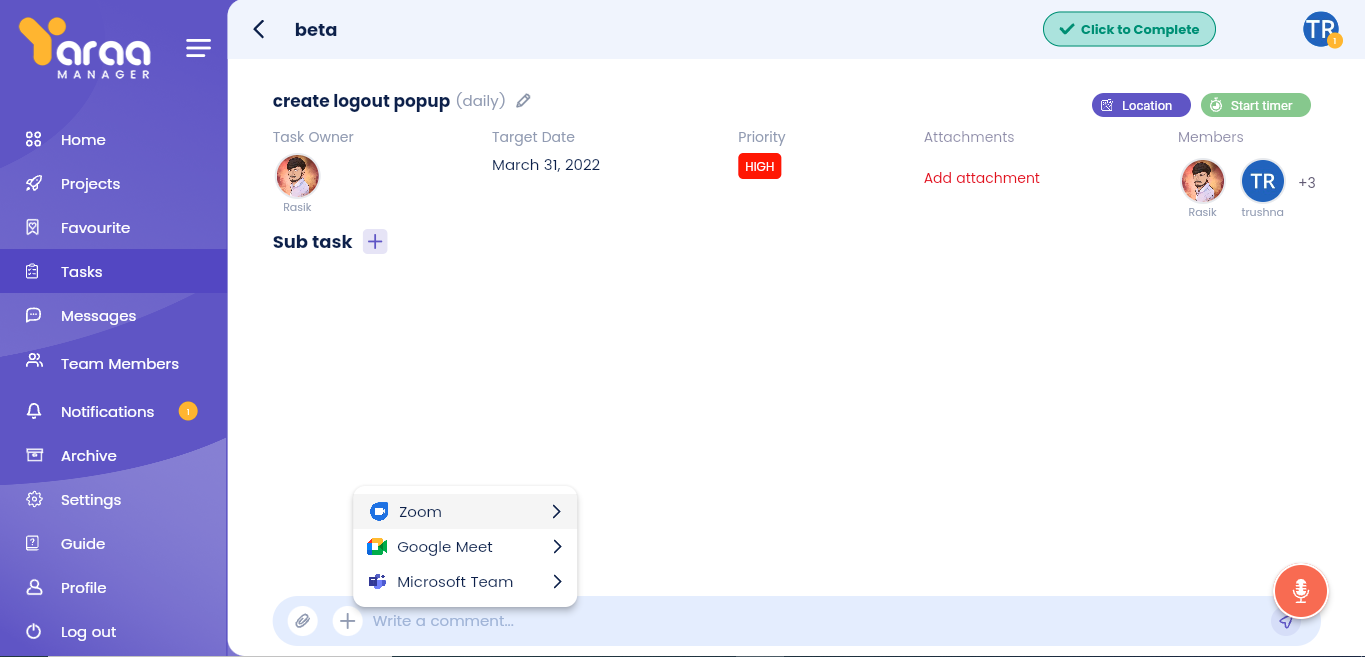 Yaraa
MANAGER
Home
Projects
Favourite
Tasks
Messages
Team Members
Notifications 1
Archive
Settings
Guide
Profile
Log out
beta
Click to Complete
TR
1
create logout popup (daily)
Location
Start timer
Task Owner
Target Date
Priority
Attachments
Members
Rasik
March 31, 2022
HIGH
Add attachment
TR
+3
Rasik
trushna
Sub task
Zoom
Google Meet
Microsoft Team
Write a comment...